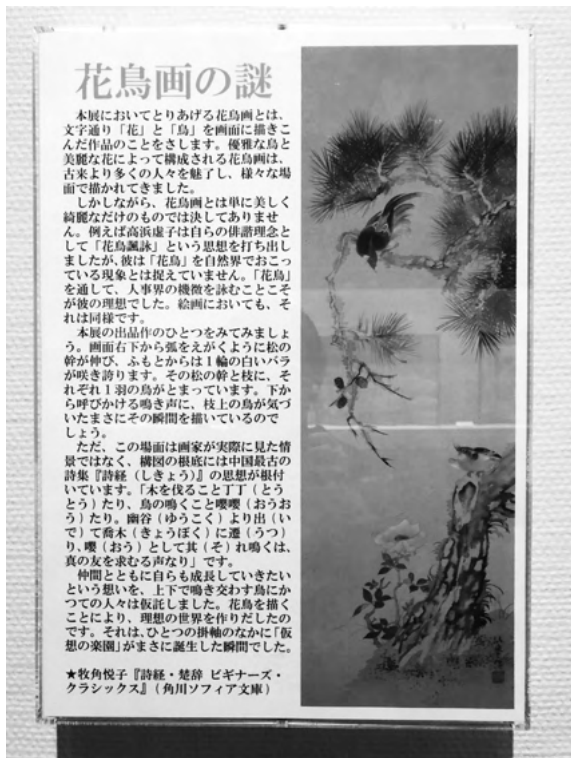 花鳥画の謎
本展においてとりあげる花鳥画とは、
文字通り「花」と「鳥」を画面に描きこ
んだ作品のことをさします。優雅な鳥と
美麗な花によって構成される花鳥画は、
古来より多くの人々を魅了し、様々な場
面で描かれてきました。
しかしながら、花鳥画とは単に美しく
綺麗なだけのものでは決してありませ
ん。例えば高浜虚子は自らの俳諧理念と
して「花鳥諷詠」という思想を打ち出し
ましたが、彼は「花鳥」を自然界でおこっ
ている現象とは捉えていません。「花鳥」
を通して、人事界の機微を詠むことこそ
が彼の理想でした。絵画においても、そ
れは同様です。
本展の出品作のひとつをみてみましょ
う。画面右下から弧をえがくように松の
幹が伸び、ふもとからは1輪の白いバラ
が咲き誇ります。その松の幹と枝に、そ
れぞれ1羽の鳥がとまっています。下か
ら呼びかける鳴き声に、枝上の鳥が気づ
いたまさにその瞬間を描いているので
しょう。
ただ、この場面は画家が実際に見た情
景ではなく、構図の根底には中国最古の
詩集『詩経（しきょう）』の思想が根付
いています。「木を伐ること丁丁（とう
とう）たり、鳥の鳴くこと嚶嚶（おうお
う）たり。幽谷（ゆうこく）より出（い
で）て喬木（きょうぼく）に遷（うつ）
り、嚶（おう）として其（そ）れ鳴くは、
真の友を求むる声なり」です。
仲間とともに自らも成長していきたい
という想いを、上下で鳴き交わす鳥にか
つての人々は仮託しました。花鳥を描く
ことにより、理想の世界を作りだしたの
です。それは、ひとつの掛軸のなかに「仮
想の楽園」がまさに誕生した瞬間でした。
★牧角悦子『詩経・楚辞 ビギナーズ・
クラシックス』（角川ソフィア文庫）